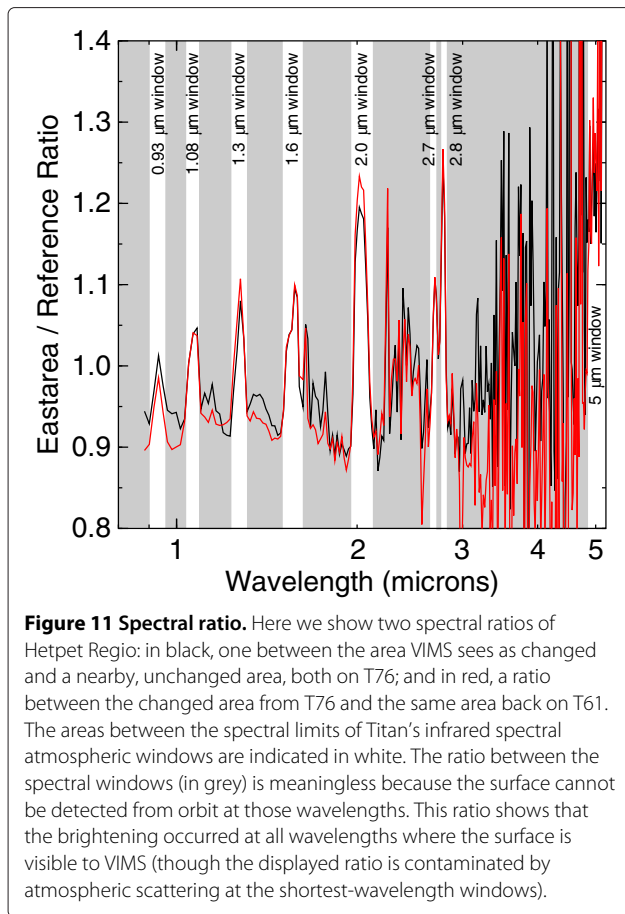 1.4
1.3
1.2
1.1
1.0
0.9
0.8
Eastarea / Reference Ratio
0.93 µm window
1.08 µm window
1.3 µm window
1.6 µm window
2.0 µm window
2.7 µm window
2.8 µm window
5 µm window
1 2 3 4 5
Wavelength (microns)
Figure 11 Spectral ratio. Here we show two spectral ratios of
Hetpet Regio: in black, one between the area VIMS sees as changed
and a nearby, unchanged area, both on T76; and in red, a ratio
between the changed area from T76 and the same area back on T61.
The areas between the spectral limits of Titan's infrared spectral
atmospheric windows are indicated in white. The ratio between the
spectral windows (in grey) is meaningless because the surface cannot
be detected from orbit at those wavelengths. This ratio shows that
the brightening occurred at all wavelengths where the surface is
visible to VIMS (though the displayed ratio is contaminated by
atmospheric scattering at the shortest-wavelength windows).